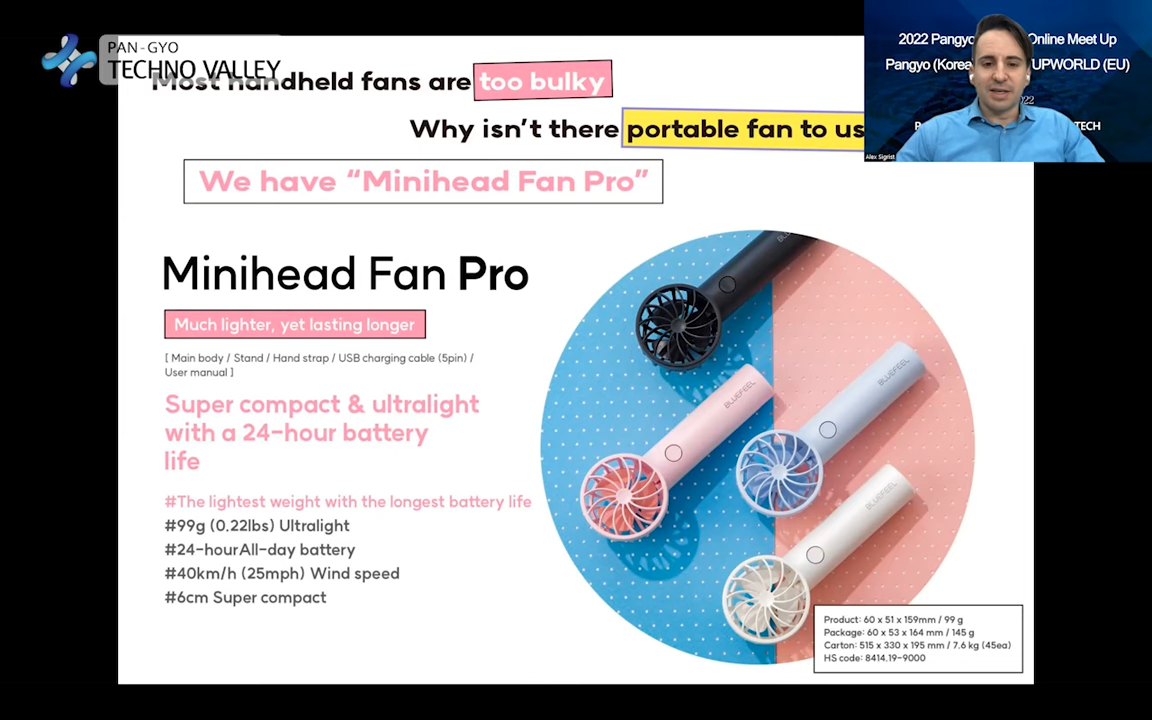 PAN-GYO
TECHNO VALLEY
Most handheld fans are too bulky
Why isn't there portable fan to us
We have "Minihead Fan Pro"
Minihead Fan Pro
Much lighter, yet lasting longer
[ Main body / Stand / Hand strap / USB charging cable (5pin) /
User manual ]
Super compact & ultralight
with a 24-hour battery
life
#The lightest weight with the longest battery life
#99g (0.22lbs) Ultralight
#24-hourAll-day battery
#40km/h (25mph) Wind speed
#6cm Super compact
BLUEFEEL
BLUEFEEL
BLUEFEEL
Product: 60 x 51 x 159mm / 99 g
Package: 60 x 53 x 164 mm / 145 g
Carton: 515 x 330 x 195 mm / 7.6 kg (45ea)
HS code: 8414.19-9000
2022 Pangyo Online Meet Up
Pangyo (Korea UPWORLD (EU)
TECH
Alex Sigrist